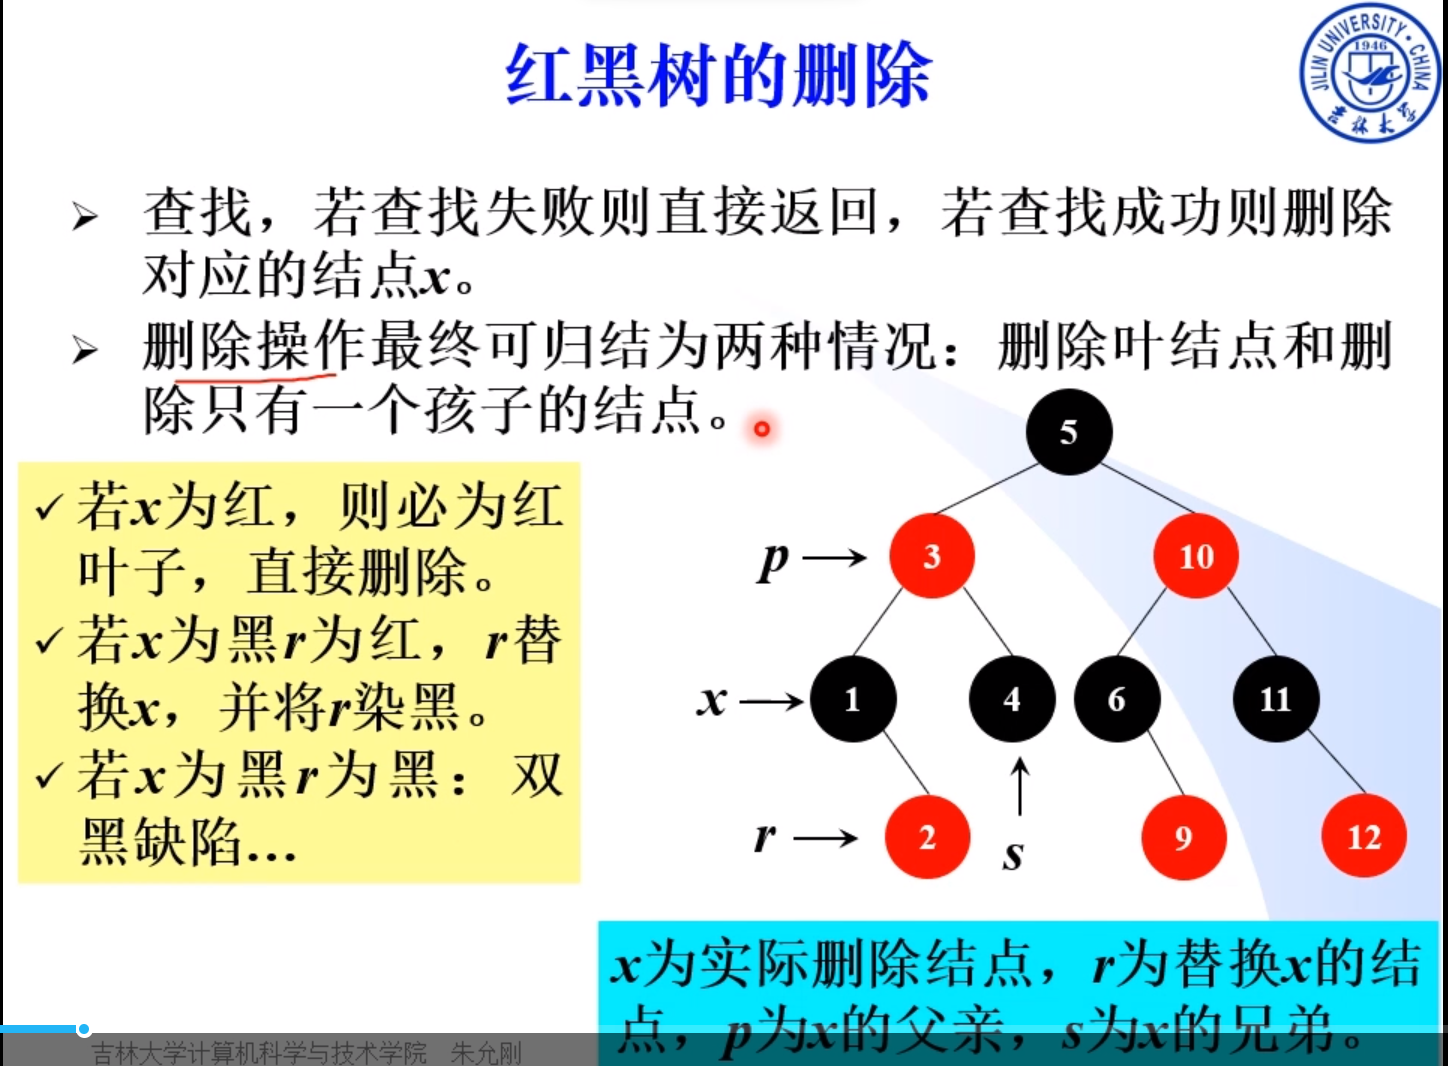 红黑树的删除
JILIN UNIVERSITY·CHINA
1946
吉林大学
查找，若查找失败则直接返回，若查找成功则删除
对应的结点x。
删除操作最终可归结为两种情况：删除叶结点和删
除只有一个孩子的结点。
若x为红，则必为红
叶子，直接删除。
若x为黑r为红，r替
换x，并将r染黑。
若x为黑r为黑：双
黑缺陷...
5
p
3
10
x
1
4
6
11
r
2
s
9
12
x为实际删除结点，r为替换x的结
点，p为x的父亲，s为x的兄弟。
吉林大学计算机科学与技术学院 朱允刚